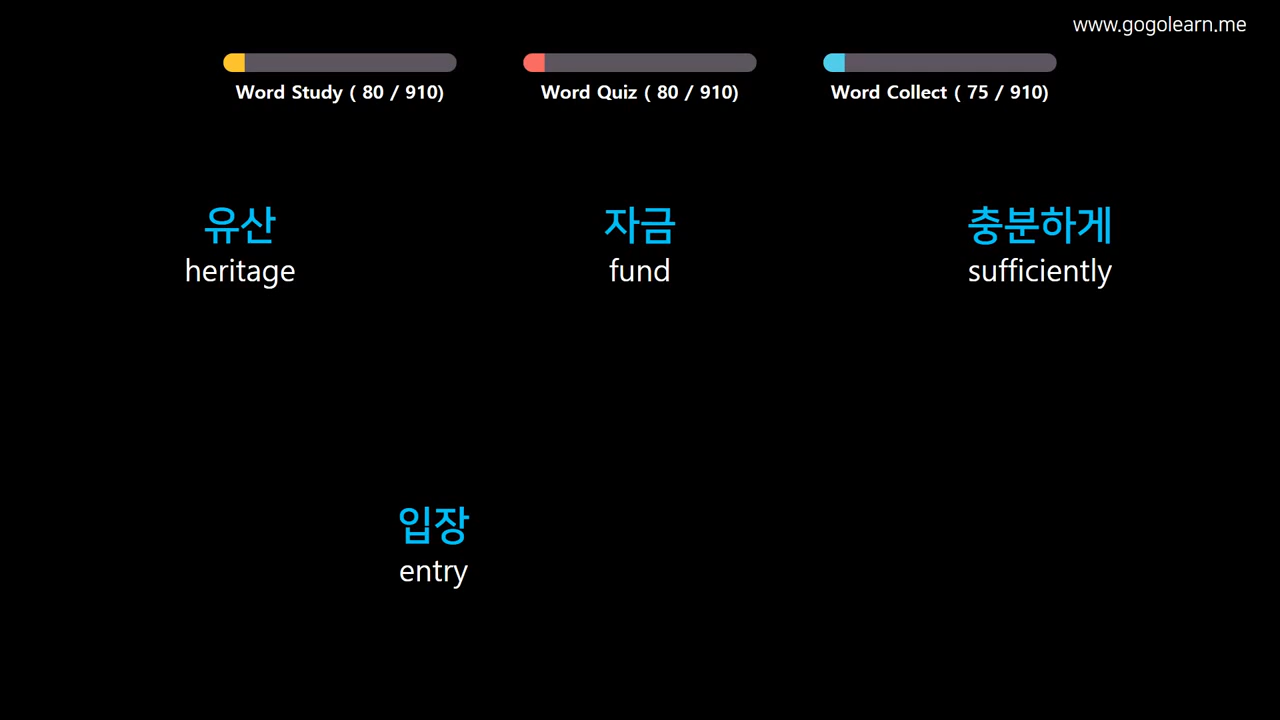 www.gogolearn.me
Word Study ( 80 / 910)
Word Quiz ( 80 / 910)
Word Collect ( 75 / 910)
유산
heritage
자금
fund
충분하게
sufficiently
입장
entry